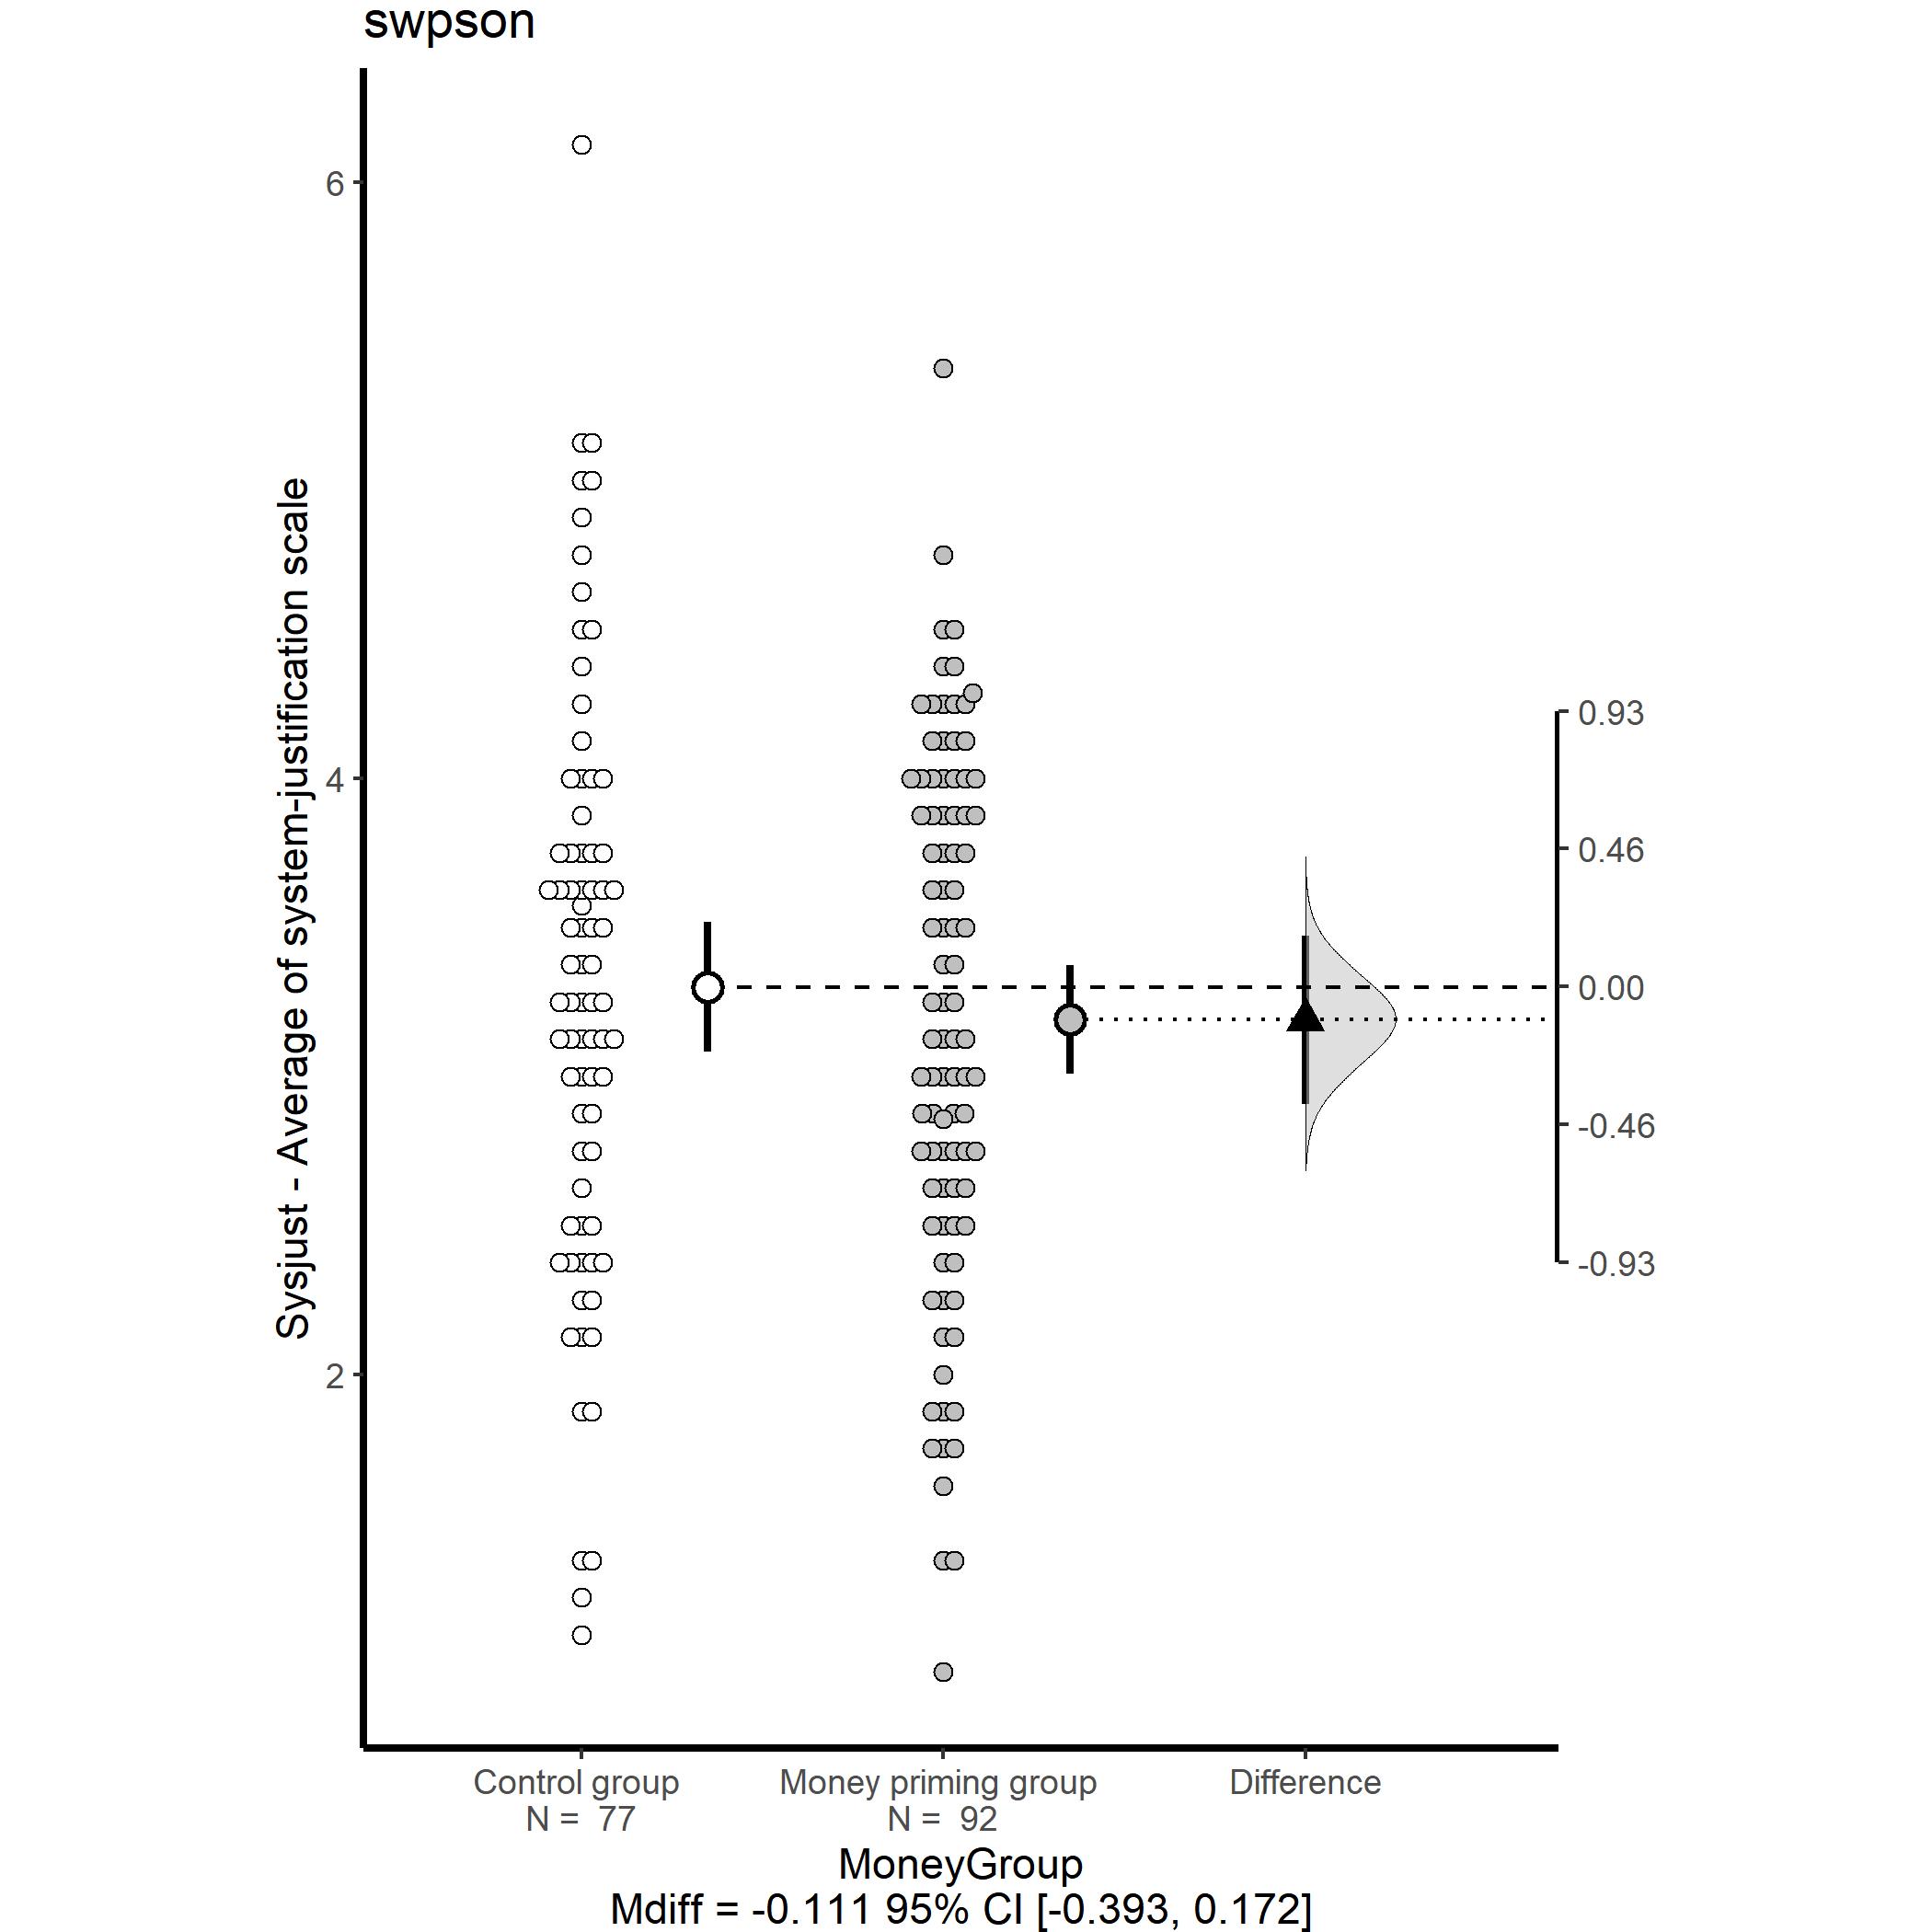 swpson
Sysjust - Average of system-justification scale
6
4
2
0.93
0.46
0.00
-0.46
-0.93
Control group
N =  77
Money priming group
N =  92
Difference
MoneyGroup
Mdiff = -0.111 95% CI [-0.393, 0.172]